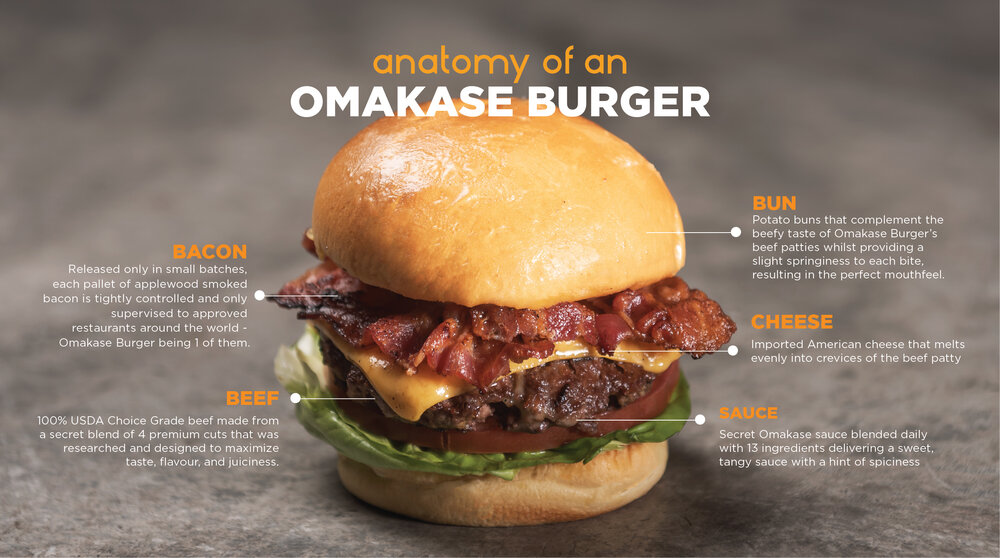 anatomy of an
OMAKASE BURGER
BACON
Released only in small batches,
each pallet of applewood smoked
bacon is tightly controlled and only
supervised to approved
restaurants around the world -
Omakase Burger being 1 of them.
BEEF
100% USDA Choice Grade beef made from
a secret blend of 4 premium cuts that was
researched and designed to maximize
taste, flavour, and juiciness.
BUN
Potato buns that complement the
beefy taste of Omakase Burger's
beef patties whilst providing a
slight springiness to each bite,
resulting in the perfect mouthfeel.
CHEESE
Imported American cheese that melts
evenly into crevices of the beef patty
SAUCE
Secret Omakase sauce blended daily
with 13 ingredients delivering a sweet,
tangy sauce with a hint of spiciness